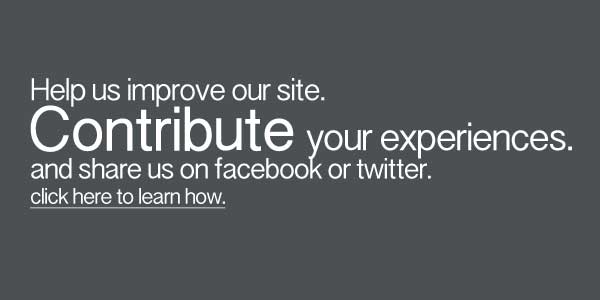 Help us improve our site.
Contribute your experiences.
and share us on facebook or twitter.
click here to learn how.